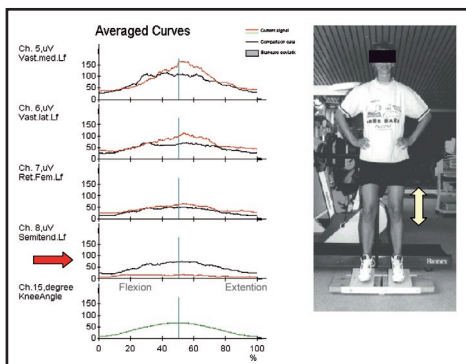 Averaged Curves
Current signal
Comparison data
Ch. 5,uV
Vast.med.Lf
150
100
50
0
Ch. 6,uV
Vast.lat.Lf
150
100
50
0
Ch. 7,uV
Ret.Fem.Lf
150
100
50
0
Ch. 8,uV
Semitend.Lf
150
100
50
0
Ch.15,degree
KneeAngle
Flexion
Extention
150
100
50
0
0 20 40 60 80 100
%